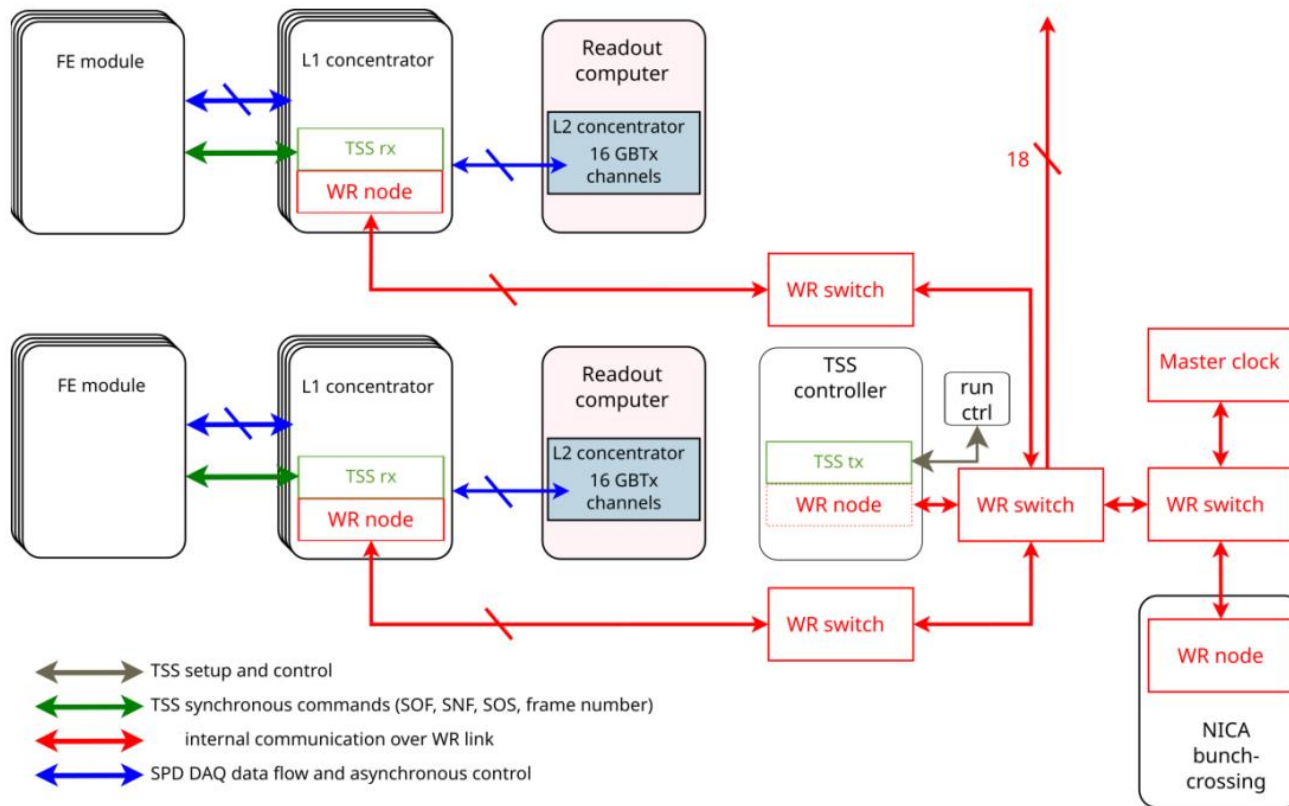 FE module
L1 concentrator
TSS rx
WR node
Readout
computer
L2 concentrator
16 GBTx
channels
18
WR switch
FE module
L1 concentrator
TSS rx
WR node
Readout
computer
L2 concentrator
16 GBTx
channels
TSS
controller
TSS tx
WR node
run
ctrl
WR switch
Master clock
WR switch
WR switch
WR node
NICA
bunch-
crossing
TSS setup and control
TSS synchronous commands (SOF, SNF, SOS, frame number)
internal communication over WR link
SPD DAQ data flow and asynchronous control